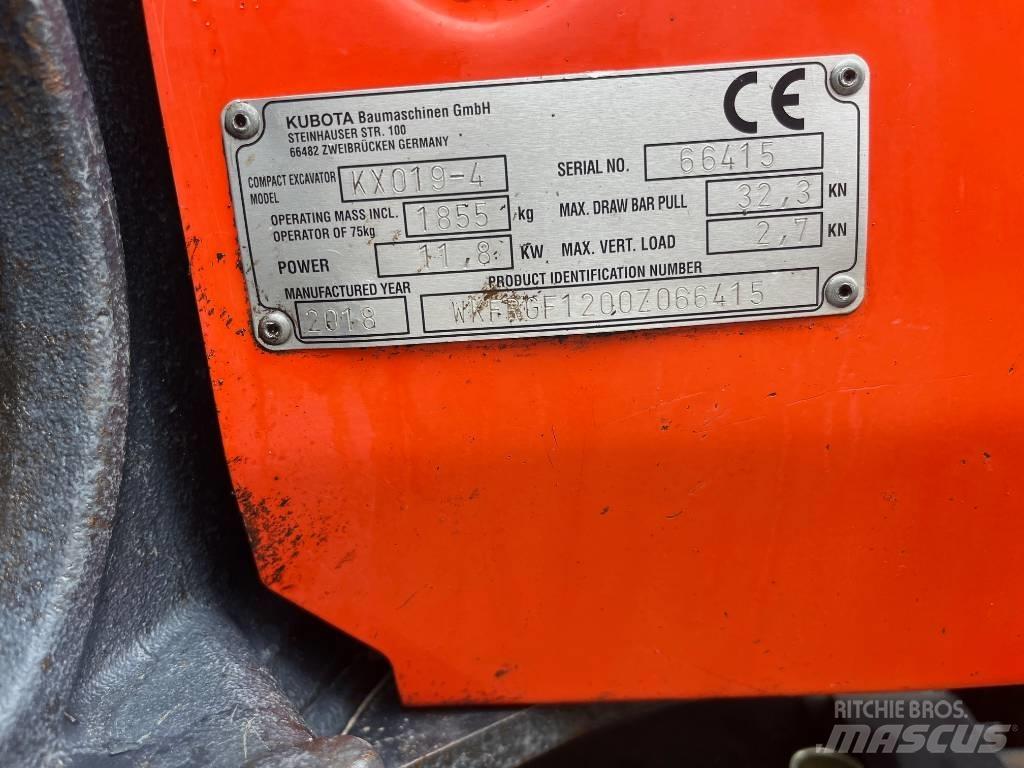 KUBOTA Baumaschinen GmbH
STEINHAUSER STR. 100
66482 ZWEIBRÜCKEN GERMANY
CE
COMPACT EXCAVATOR MODEL KX019-4
SERIAL NO. 66415
OPERATING MASS INCL. OPERATOR OF 75kg 1855 kg
MAX. DRAW BAR PULL 32,3 KN
POWER 11,8 KW
MAX. VERT. LOAD 2,7 KN
MANUFACTURED YEAR
2018
PRODUCT IDENTIFICATION NUMBER
WKFRGF1200Z066415
RITCHIE BROS.
MASCUS